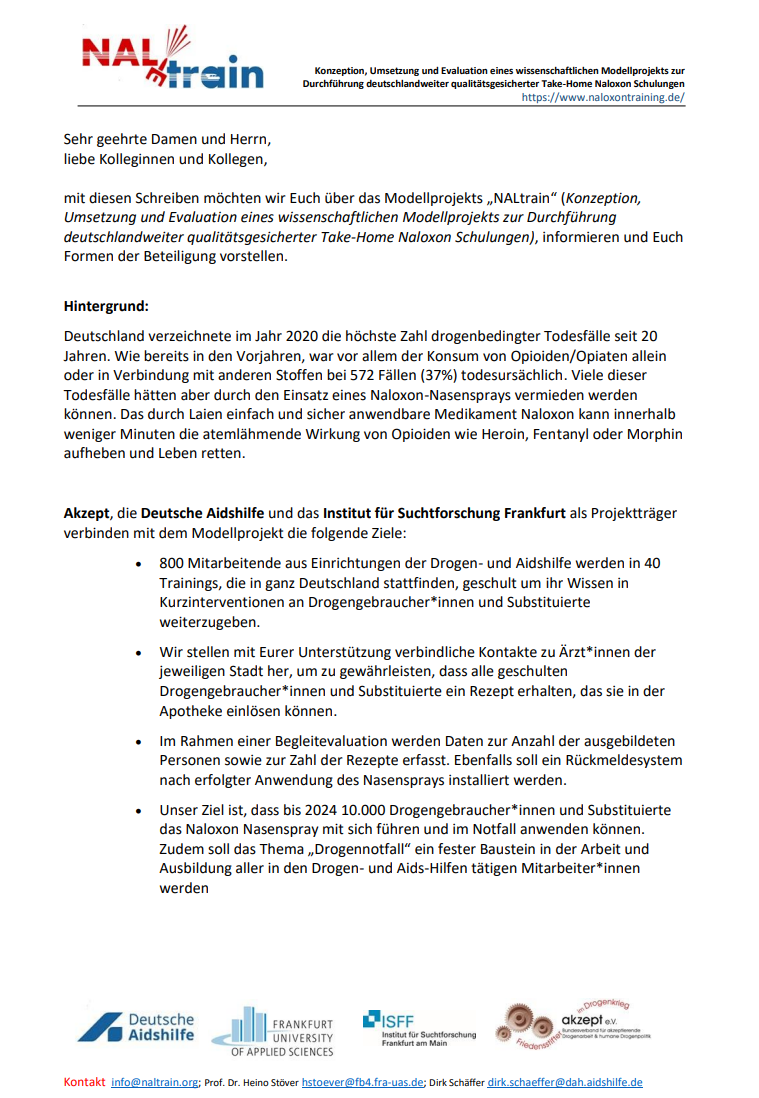 NALtrain
Konzeption, Umsetzung und Evaluation eines wissenschaftlichen Modellprojekts zur
Durchführung deutschlandweiter qualitätsgesicherter Take-Home Naloxon Schulungen
https://www.naloxontraining.de/
Sehr geehrte Damen und Herrn,
liebe Kolleginnen und Kollegen,
mit diesen Schreiben möchten wir Euch über das Modellprojekts „NALtrain“ (Konzeption,
Umsetzung und Evaluation eines wissenschaftlichen Modellprojekts zur Durchführung
deutschlandweiter qualitätsgesicherter Take-Home Naloxon Schulungen), informieren und Euch
Formen der Beteiligung vorstellen.
Hintergrund:
Deutschland verzeichnete im Jahr 2020 die höchste Zahl drogenbedingter Todesfälle seit 20
Jahren. Wie bereits in den Vorjahren, war vor allem der Konsum von Opioiden/Opiaten allein
oder in Verbindung mit anderen Stoffen bei 572 Fällen (37%) todesursächlich. Viele dieser
Todesfälle hätten aber durch den Einsatz eines Naloxon-Nasensprays vermieden werden
können. Das durch Laien einfach und sicher anwendbare Medikament Naloxon kann innerhalb
weniger Minuten die atemlähmende Wirkung von Opioiden wie Heroin, Fentanyl oder Morphin
aufheben und Leben retten.
Akzept, die Deutsche Aidshilfe und das Institut für Suchtforschung Frankfurt als Projektträger
verbinden mit dem Modellprojekt die folgende Ziele:
• 800 Mitarbeitende aus Einrichtungen der Drogen- und Aidshilfe werden in 40
Trainings, die in ganz Deutschland stattfinden, geschult um ihr Wissen in
Kurzinterventionen an Drogengebraucher*innen und Substituierte
weiterzugeben.
• Wir stellen mit Eurer Unterstützung verbindliche Kontakte zu Ärzt*innen der
jeweiligen Stadt her, um zu gewährleisten, dass alle geschulten
Drogengebraucher*innen und Substituierte ein Rezept erhalten, das sie in der
Apotheke einlösen können.
• Im Rahmen einer Begleitevaluation werden Daten zur Anzahl der ausgebildeten
Personen sowie zur Zahl der Rezepte erfasst. Ebenfalls soll ein Rückmeldesystem
nach erfolgter Anwendung des Nasensprays installiert werden.
• Unser Ziel ist, dass bis 2024 10.000 Drogengebraucher*innen und Substituierte
das Naloxon Nasenspray mit sich führen und im Notfall anwenden können.
Zudem soll das Thema „Drogennotfall“ ein fester Baustein in der Arbeit und
Ausbildung aller in den Drogen- und Aids-Hilfen tätigen Mitarbeiter*innen
werden
Deutsche
Aidshilfe
FRANKFURT
UNIVERSITY
OF APPLIED SCIENCES
ISFF
Institut für Suchtforschung
Frankfurt am Main
im Drogenkrieg
akzept e.V.
Bundesverband für akzeptierende
Drogenarbeit & humane Drogenpolitik
Friedensstifter
Kontakt info@naltrain.org; Prof. Dr. Heino Stöver hstoever@fb4.fra-uas.de; Dirk Schäffer dirk.schaeffer@dah.aidshilfe.de